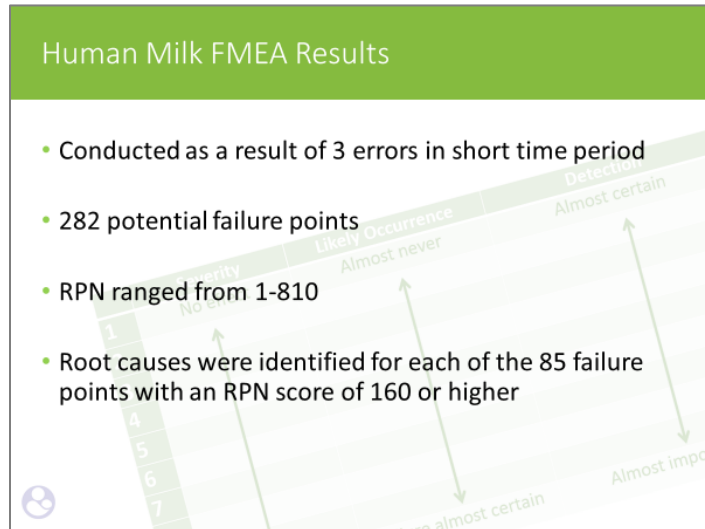 Human Milk FMEA Results
• Conducted as a result of 3 errors in short time period
• 282 potential failure points
• RPN ranged from 1-810
• Root causes were identified for each of the 85 failure
points with an RPN score of 160 or higher
Severity
Likely Occurrence
Detection
Almost never
Almost certain
1
4
5
6
7
almost certain
Almost